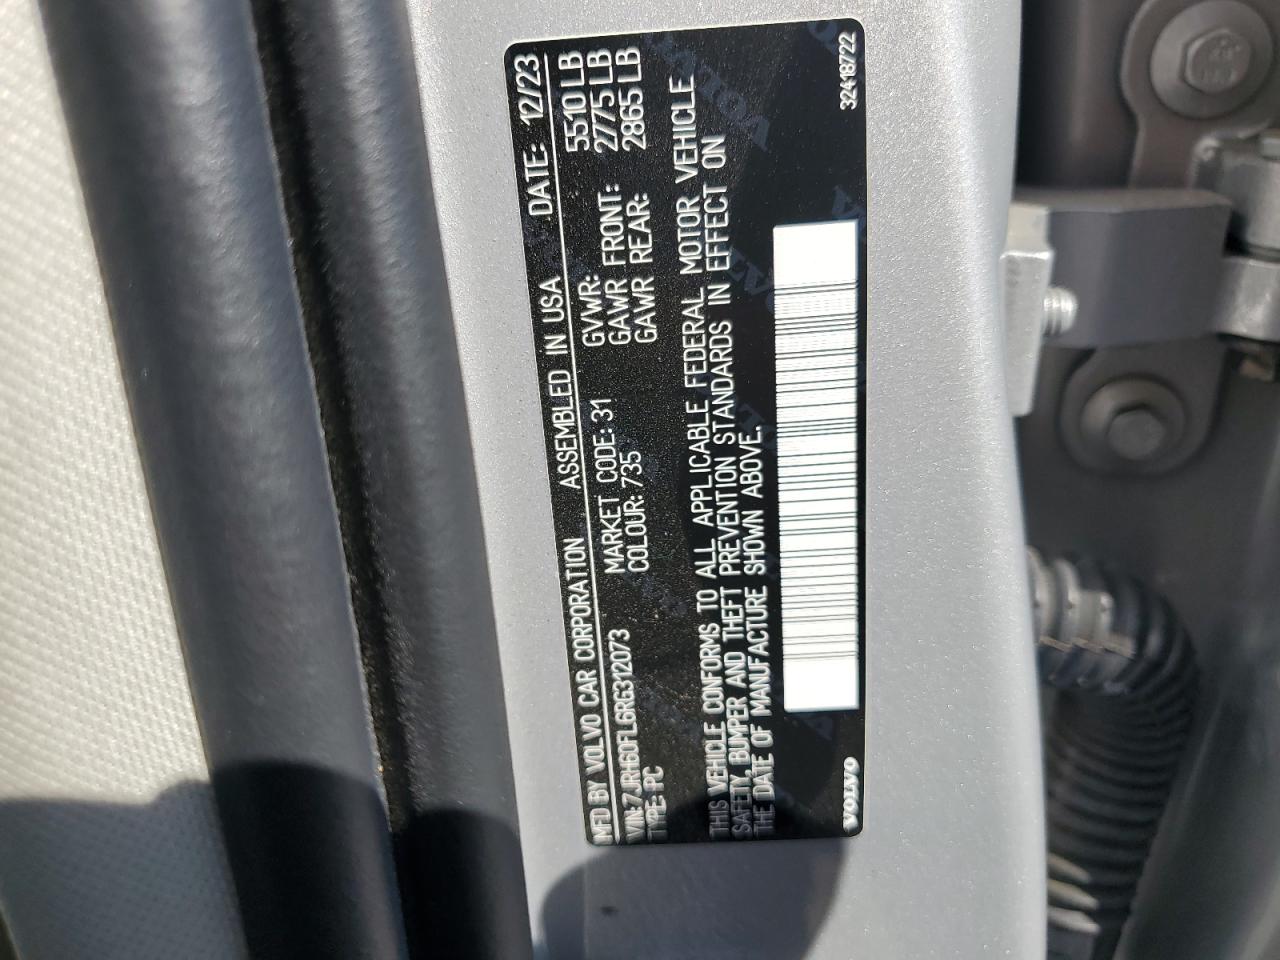 MFD BY VOLVO CAR CORPORATION ASSEMBLED IN USA DATE: 12/23
VIN:7JRH60FL6RG312073 MARKET CODE: 31 GVWR: 5510 LB
TYPE: PC COLOUR: 735 GAWR FRONT: 2775 LB
GAWR REAR: 2865 LB
THIS VEHICLE CONFORMS TO ALL APPLICABLE FEDERAL MOTOR VEHICLE
SAFETY, BUMPER AND THEFT PREVENTION STANDARDS IN EFFECT ON
THE DATE OF MANUFACTURE SHOWN ABOVE.
VOLVO 32418722